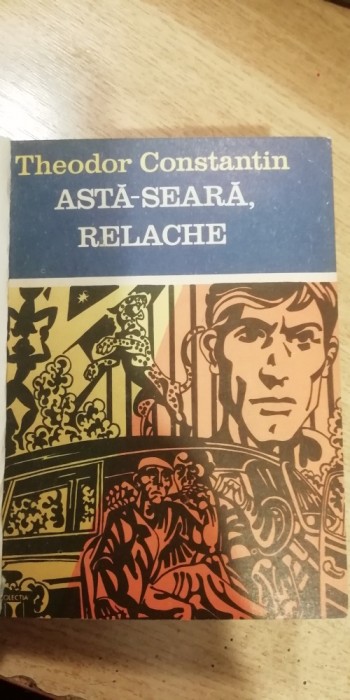 Theodor Constantin
ASTĂ-SEARĂ,
RELACHE